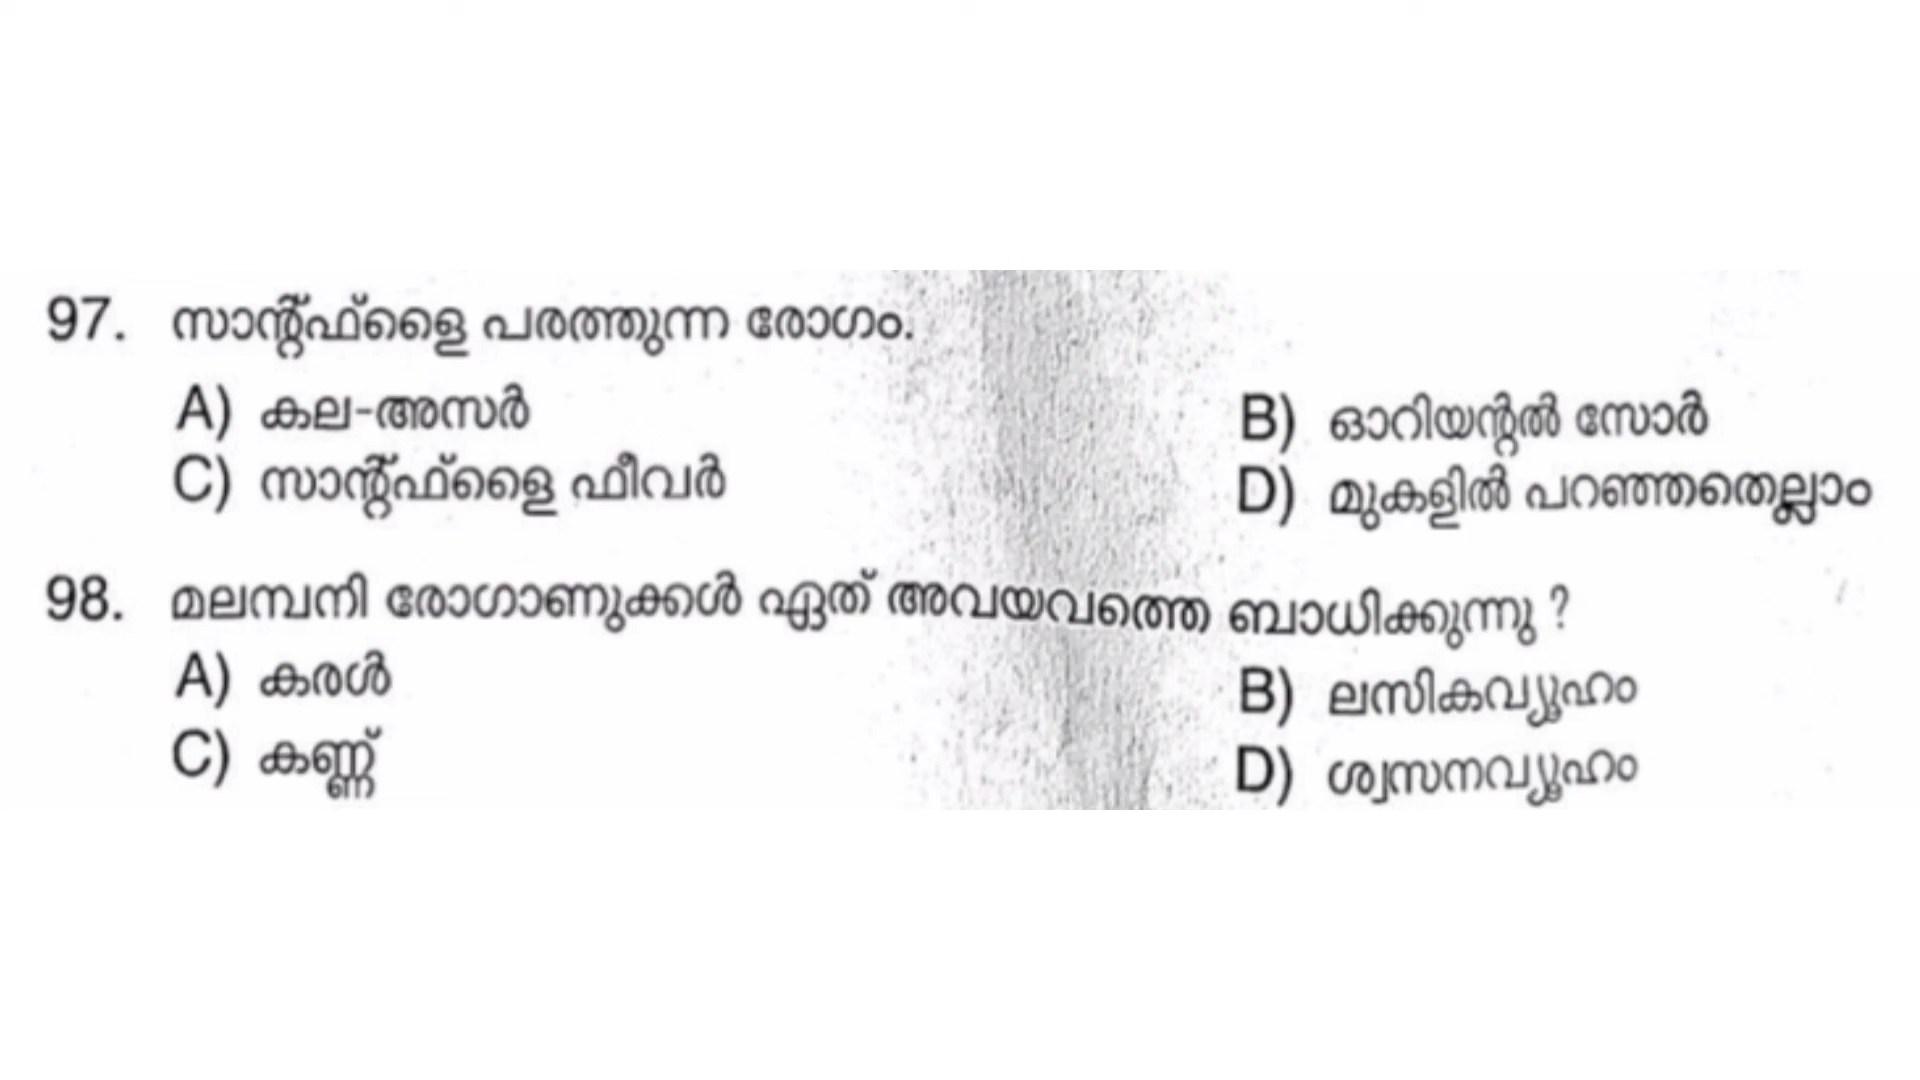 97. സാന്റ്ഫ്ളൈ പരത്തുന്ന രോഗം.
A) കല-അസർ B) ഓറിയന്റൽ സോർ
C) സാന്റ്ഫ്ളൈ ഫീവർ D) മുകളിൽ പറഞ്ഞതെല്ലാം
98. മലമ്പനി രോഗാണുക്കൾ ഏത് അവയവത്തെ ബാധിക്കുന്നു ?
A) കരൾ B) ലസികവ്യൂഹം
C) കണ്ണ് D) ശ്വസനവ്യൂഹം